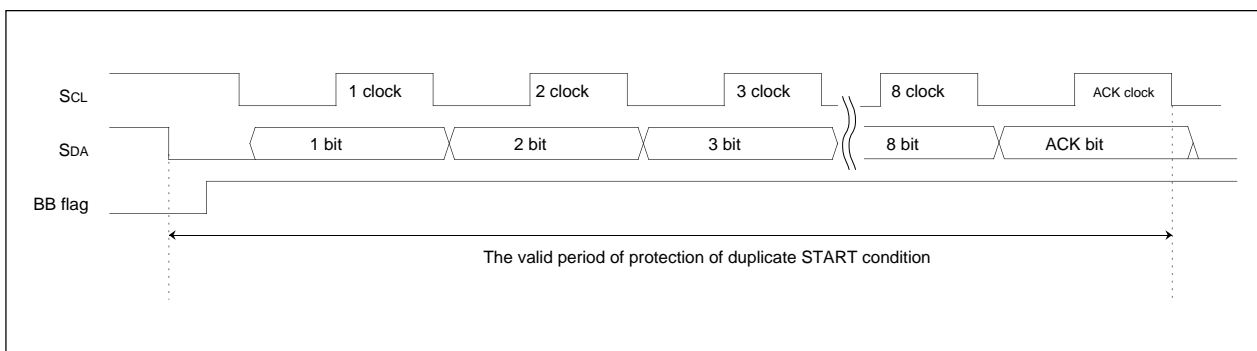 SCL
1 clock 2 clock 3 clock 8 clock ACK clock
SDA
1 bit 2 bit 3 bit 8 bit ACK bit
BB flag
The valid period of protection of duplicate START condition